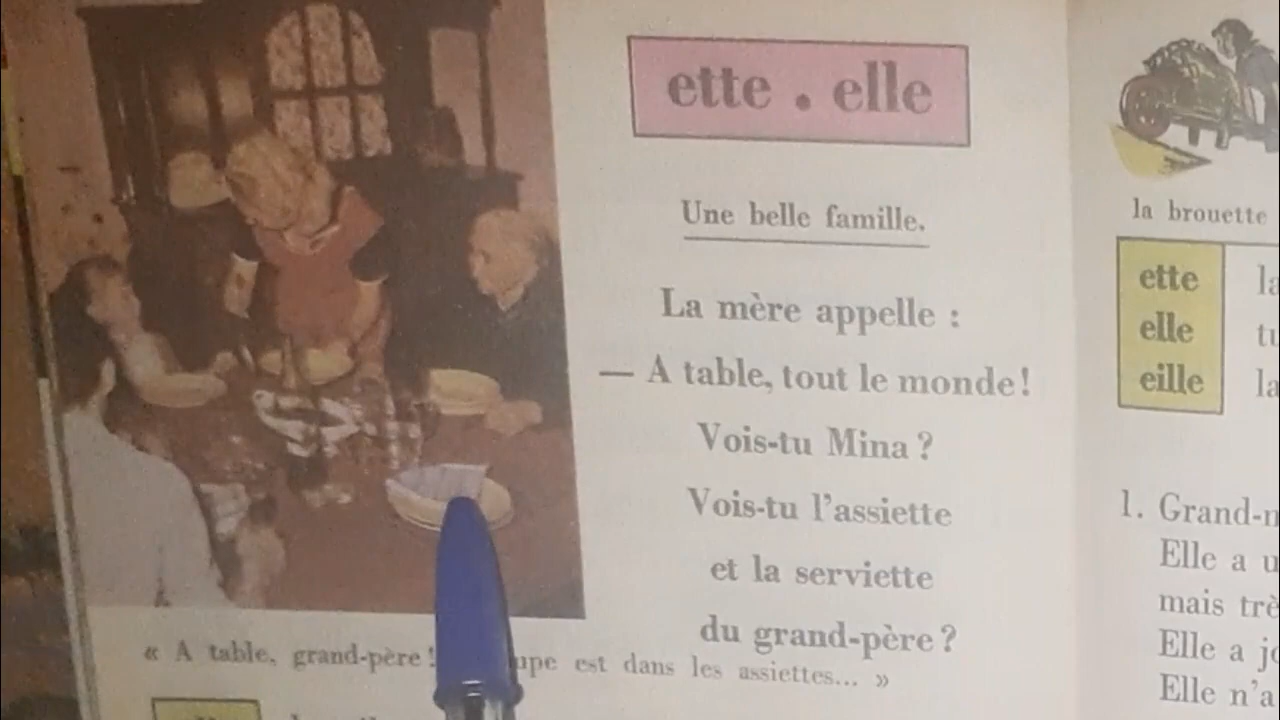 ette . elle
Une belle famille.
La mère appelle :
— A table, tout le monde !
Vois-tu Mina ?
Vois-tu l'assiette
et la serviette
du grand-père ?
« A table, grand-père ! est dans les assiettes... »
la brouette
ette
elle
eille
1. Grand-
Elle a
mais
Elle a
Elle n'a